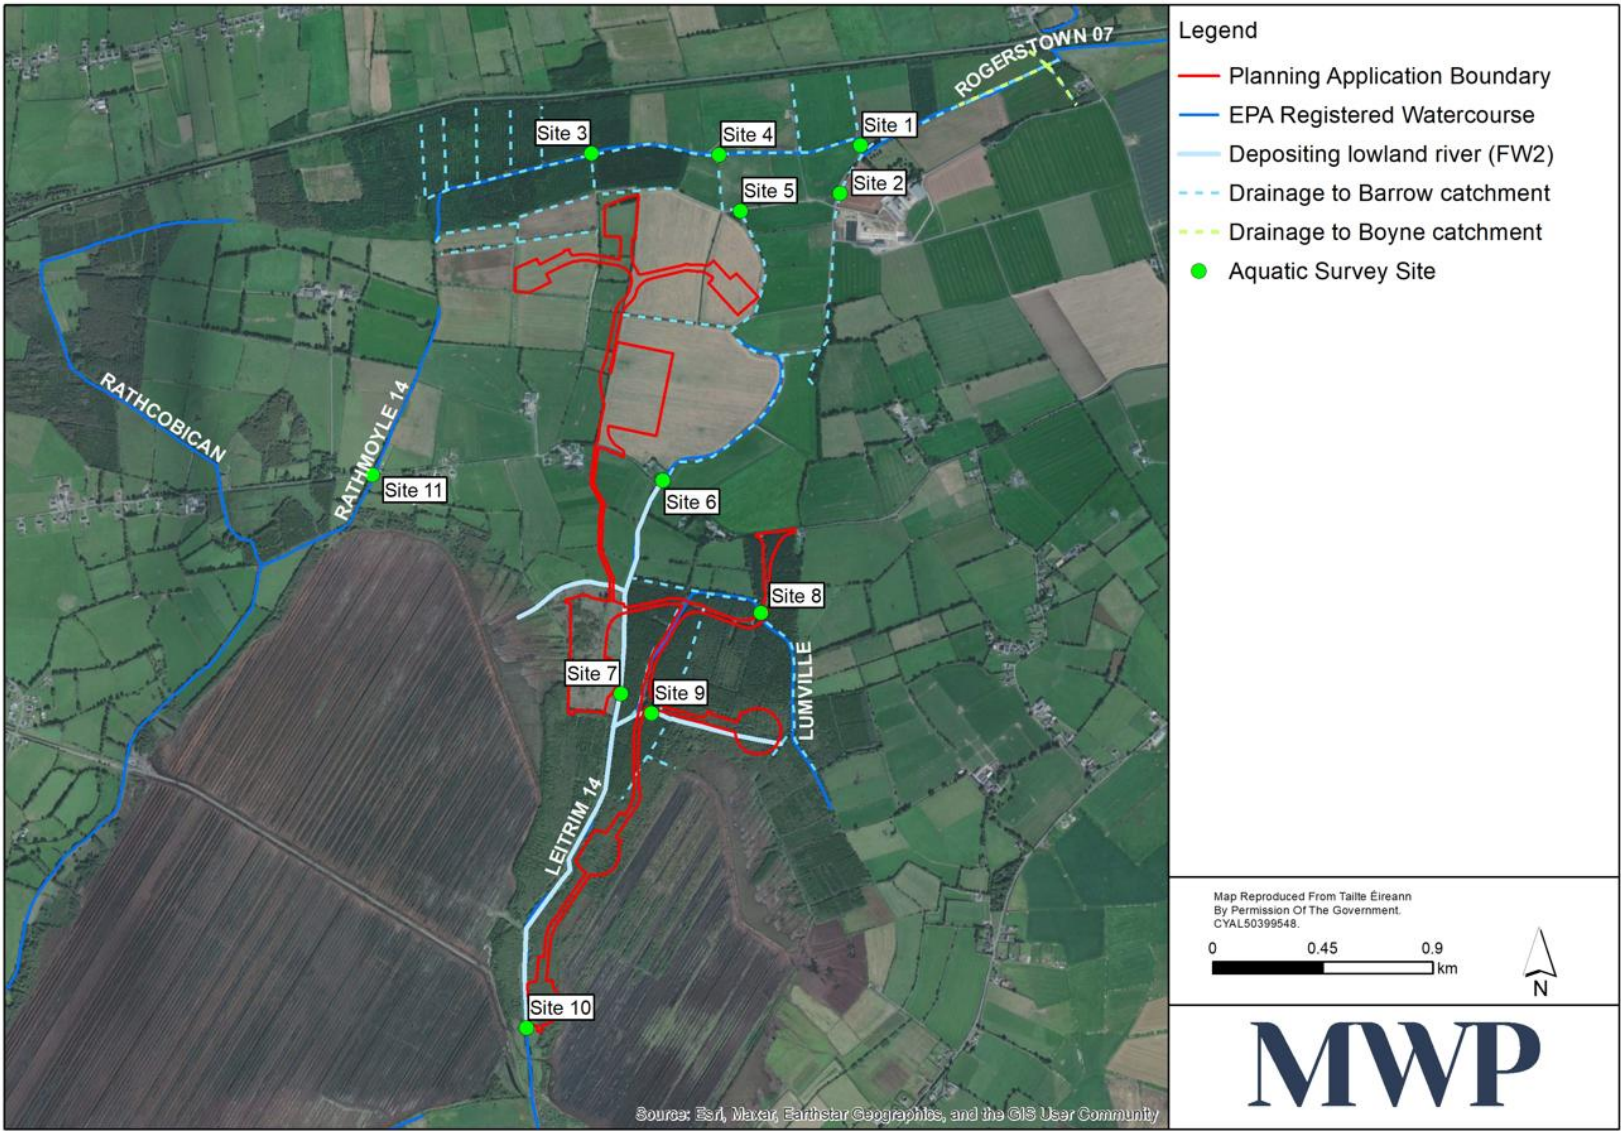 ROGERSTOWN 07
Site 1
Site 3
Site 4
Site 2
Site 5
RATHCOBICAN
RATHMOYLE 14
Site 11
Site 6
Site 8
LUMVILLE
Site 7
Site 9
LEITRIM 14
Site 10
Source: Esri, Maxar, Earthstar Geographics, and the GIS User Community
Legend
Planning Application Boundary
EPA Registered Watercourse
Depositing lowland river (FW2)
Drainage to Barrow catchment
Drainage to Boyne catchment
Aquatic Survey Site
Map Reproduced From Tailte Éireann
By Permission Of The Government.
CYAL50399548.
0 0.45 0.9
km
N
MWP